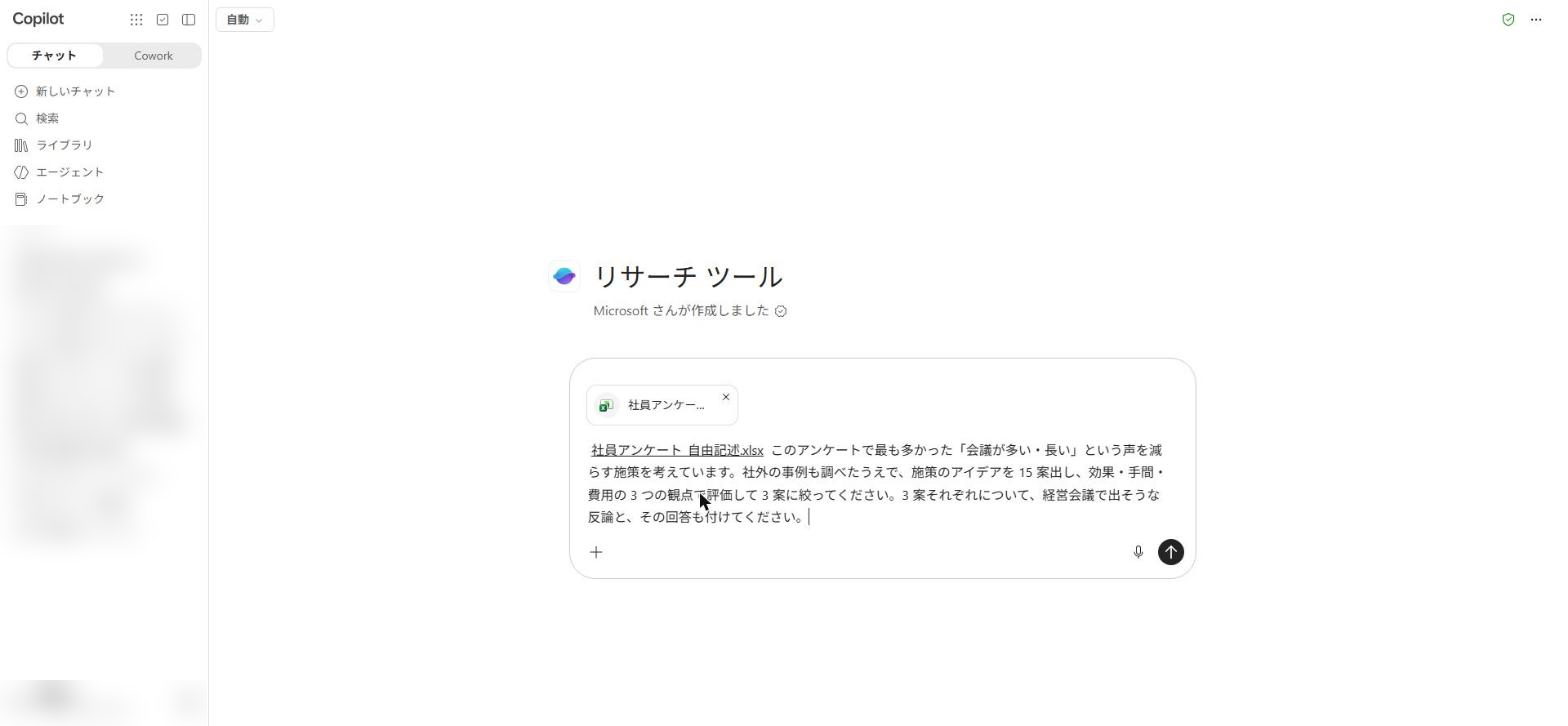 Copilot
自動
チャット
Cowork
新しいチャット
検索
ライブラリ
エージェント
ノートブック
リサーチ ツール
Microsoft さんが作成しました
社員アンケー...
社員アンケート_自由記述.xlsx このアンケートで最も多かった「会議が多い・長い」という声を減
らす施策を考えています。社外の事例も調べたうえで、施策のアイデアを 15 案出し、効果・手間・
費用の 3 つの観点で評価して 3 案に絞ってください。3 案それぞれについて、経営会議で出そうな
反論と、その回答も付けてください。